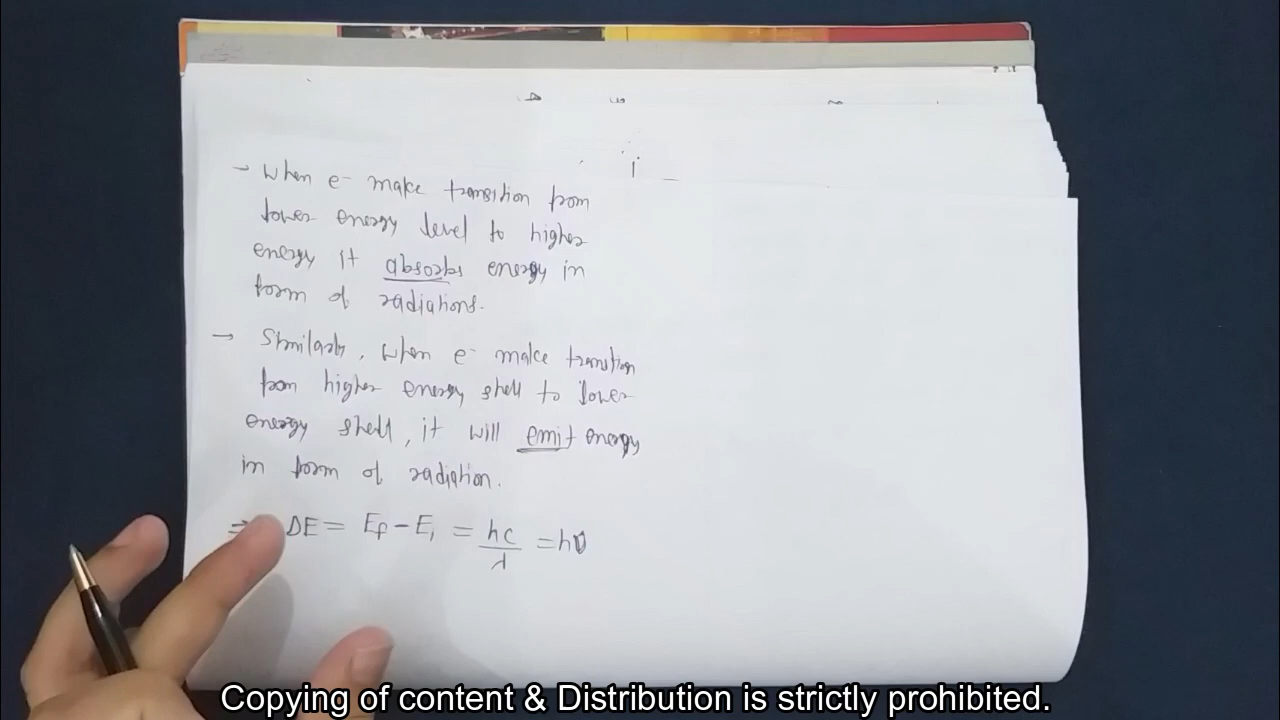 → When e- make transition from
lower energy level to higher
energy it absorbs energy in
form of radiations.
→ Similarly, when e- make transition
from higher energy shell to lower
energy shell, it will emit energy
in form of radiation.
⇒ ΔE = Ef - Ei = hc/λ = hν
Copying of content & Distribution is strictly prohibited.